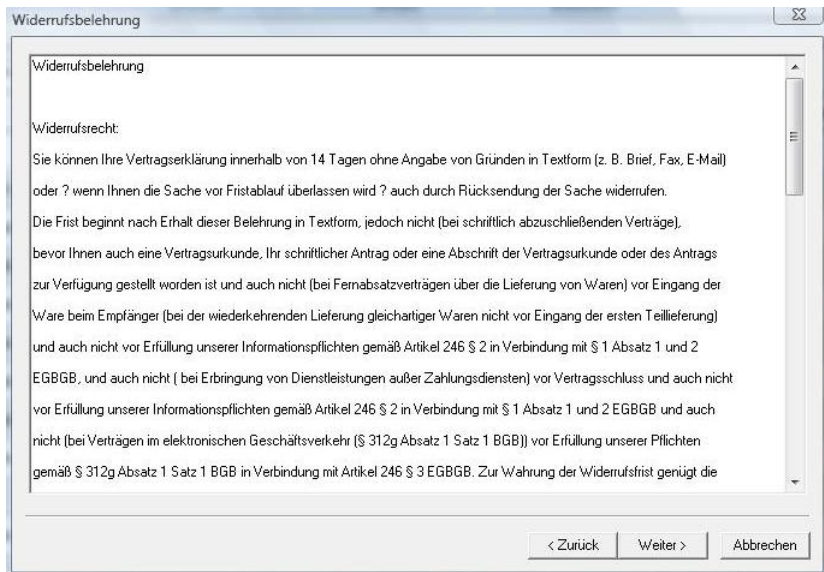 Widerrufsbelehrung
Widerrufsbelehrung
Widerrufsrecht:
Sie können Ihre Vertragserklärung innerhalb von 14 Tagen ohne Angabe von Gründen in Textform (z. B. Brief, Fax, E-Mail)
oder ? wenn Ihnen die Sache vor Fristablauf überlassen wird ? auch durch Rücksendung der Sache widerrufen.
Die Frist beginnt nach Erhalt dieser Belehrung in Textform, jedoch nicht (bei schriftlich abzuschließenden Verträge),
bevor Ihnen auch eine Vertragsurkunde, Ihr schriftlicher Antrag oder eine Abschrift der Vertragsurkunde oder des Antrags
zur Verfügung gestellt worden ist und auch nicht (bei Fernabsatzverträgen über die Lieferung von Waren) vor Eingang der
Ware beim Empfänger (bei der wiederkehrenden Lieferung gleichartiger Waren nicht vor Eingang der ersten Teillieferung)
und auch nicht vor Erfüllung unserer Informationspflichten gemäß Artikel 246 § 2 in Verbindung mit § 1 Absatz 1 und 2
EGBGB, und auch nicht ( bei Erbringung von Dienstleistungen außer Zahlungsdiensten) vor Vertragsschluss und auch nicht
vor Erfüllung unserer Informationspflichten gemäß Artikel 246 § 2 in Verbindung mit § 1 Absatz 1 und 2 EGBGB und auch
nicht (bei Verträgen im elektronischen Geschäftsverkehr (§ 312g Absatz 1 Satz 1 BGB)) vor Erfüllung unserer Pflichten
gemäß § 312g Absatz 1 Satz 1 BGB in Verbindung mit Artikel 246 § 3 EGBGB. Zur Wahrung der Widerrufsfrist genügt die
< Zurück Weiter > Abbrechen